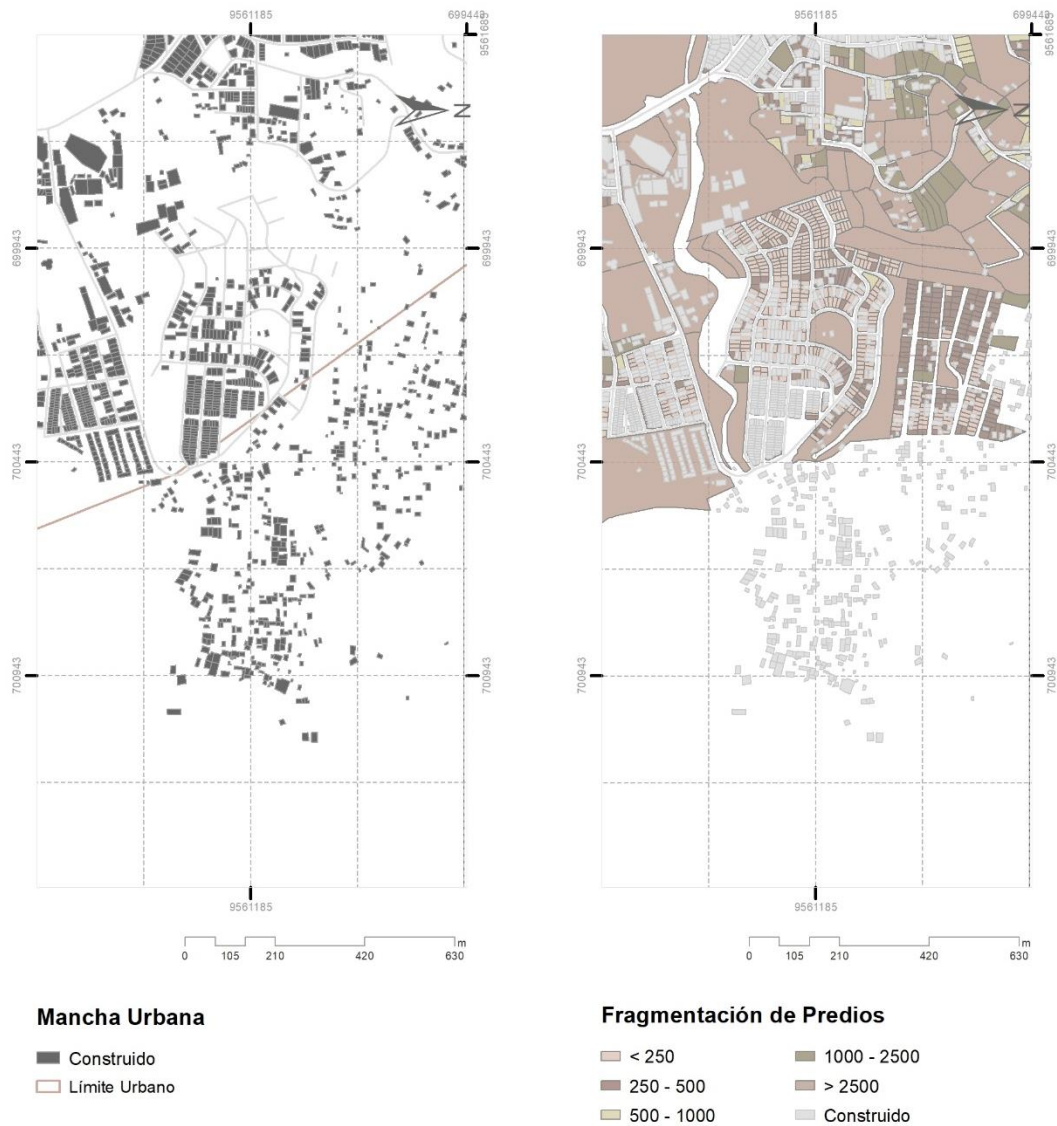 9561185
699443
9561685
N
699943
699943
700443
700443
700943
700943
9561185
0 105 210 420 630 m
Mancha Urbana
Construido
Límite Urbano
9561185
699443
9561685
N
699943
699943
700443
700443
700943
700943
9561185
0 105 210 420 630 m
Fragmentación de Predios
< 250
250 - 500
500 - 1000
1000 - 2500
> 2500
Construido